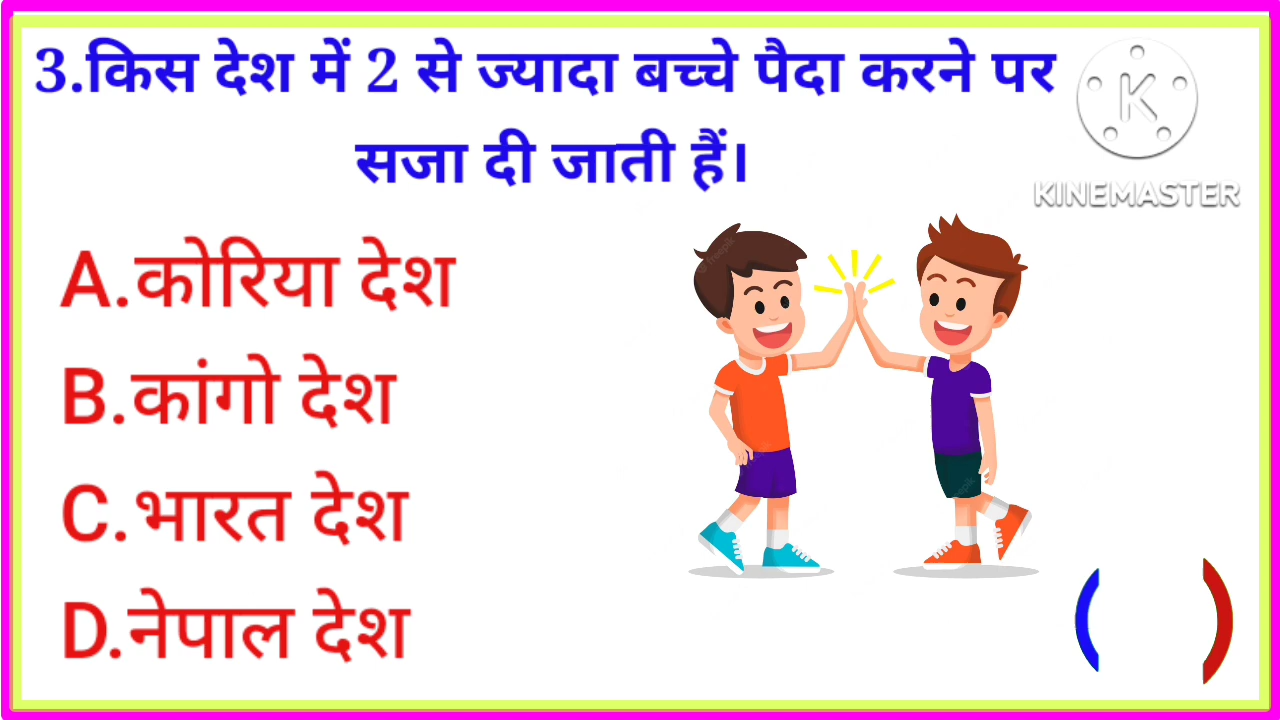 3.किस देश में 2 से ज्यादा बच्चे पैदा करने पर
सजा दी जाती हैं।
K
KINEMASTER
A.कोरिया देश
B.कांगो देश
C.भारत देश
D.नेपाल देश
( )